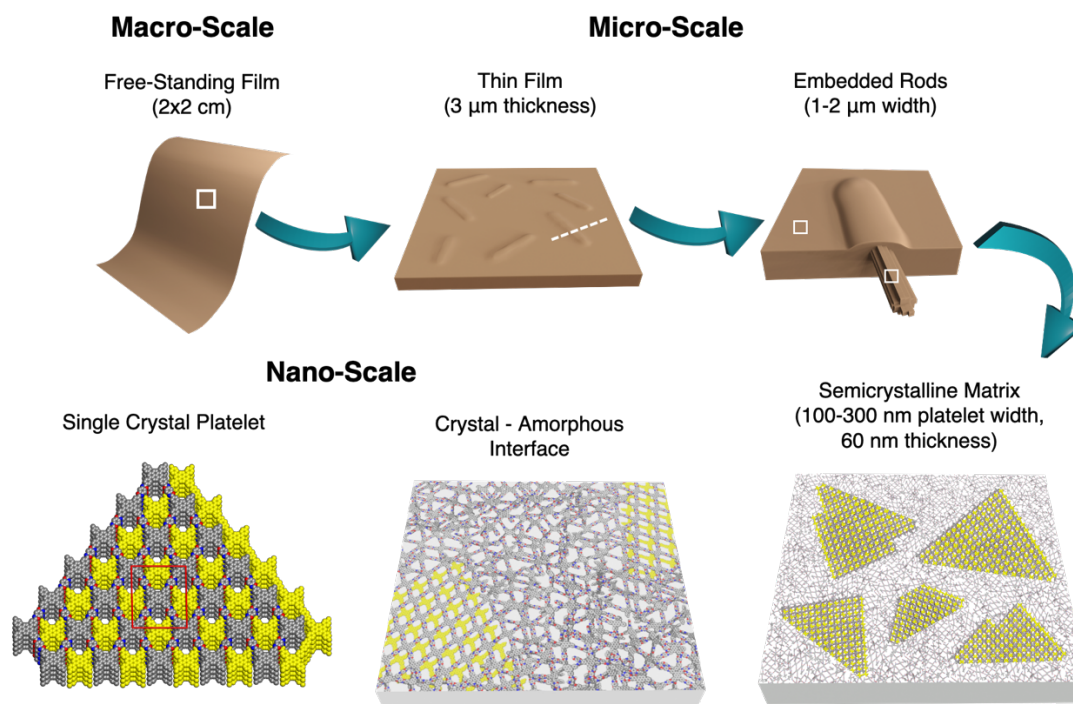 Macro-Scale
Micro-Scale
Free-Standing Film
(2x2 cm)
Thin Film
(3 μm thickness)
Embedded Rods
(1-2 μm width)
Nano-Scale
Single Crystal Platelet
Crystal - Amorphous
Interface
Semicrystalline Matrix
(100-300 nm platelet width,
60 nm thickness)